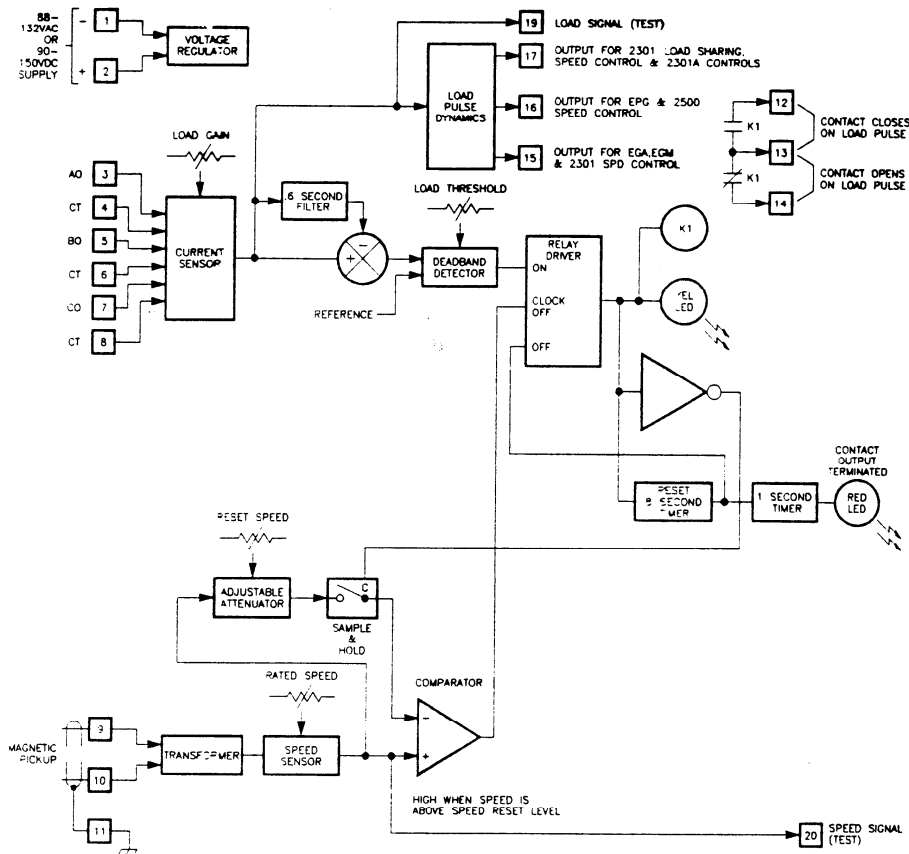 88-
132VAC
OR
90-
150VDC
SUPPLY
-
1
+
2
VOLTAGE
REGULATOR
19
LOAD SIGNAL (TEST)
17
OUTPUT FOR 2301 LOAD SHARING,
SPEED CONTROL & 2301A CONTROLS
LOAD
PULSE
DYNAMICS
16
OUTPUT FOR EPG & 2500
SPEED CONTROL
15
OUTPUT FOR EGA,EGM
& 2301 SPD CONTROL
12
K1
CONTACT CLOSES
ON LOAD PULSE
13
K1
CONTACT OPENS
ON LOAD PULSE
14
LOAD GAIN
AO
3
CT
4
BO
5
CT
6
CO
7
CT
8
CURRENT
SENSOR
.6 SECOND
FILTER
-
+
LOAD THRESHOLD
DEADBAND
DETECTOR
REFERENCE
RELAY
DRIVER
ON
CLOCK
OFF
OFF
K1
YEL
LED
RESET
8 SECOND
TIMER
1 SECOND
TIMER
CONTACT
OUTPUT
TERMINATED
RED
LED
RESET SPEED
ADJUSTABLE
ATTENUATOR
C
SAMPLE
&
HOLD
RATED SPEED
COMPARATOR
-
+
MAGNETIC
PICKUP
9
10
11
TRANSFORMER
SPEED
SENSOR
HIGH WHEN SPEED IS
ABOVE SPEED RESET LEVEL
20
SPEED SIGNAL
(TEST)